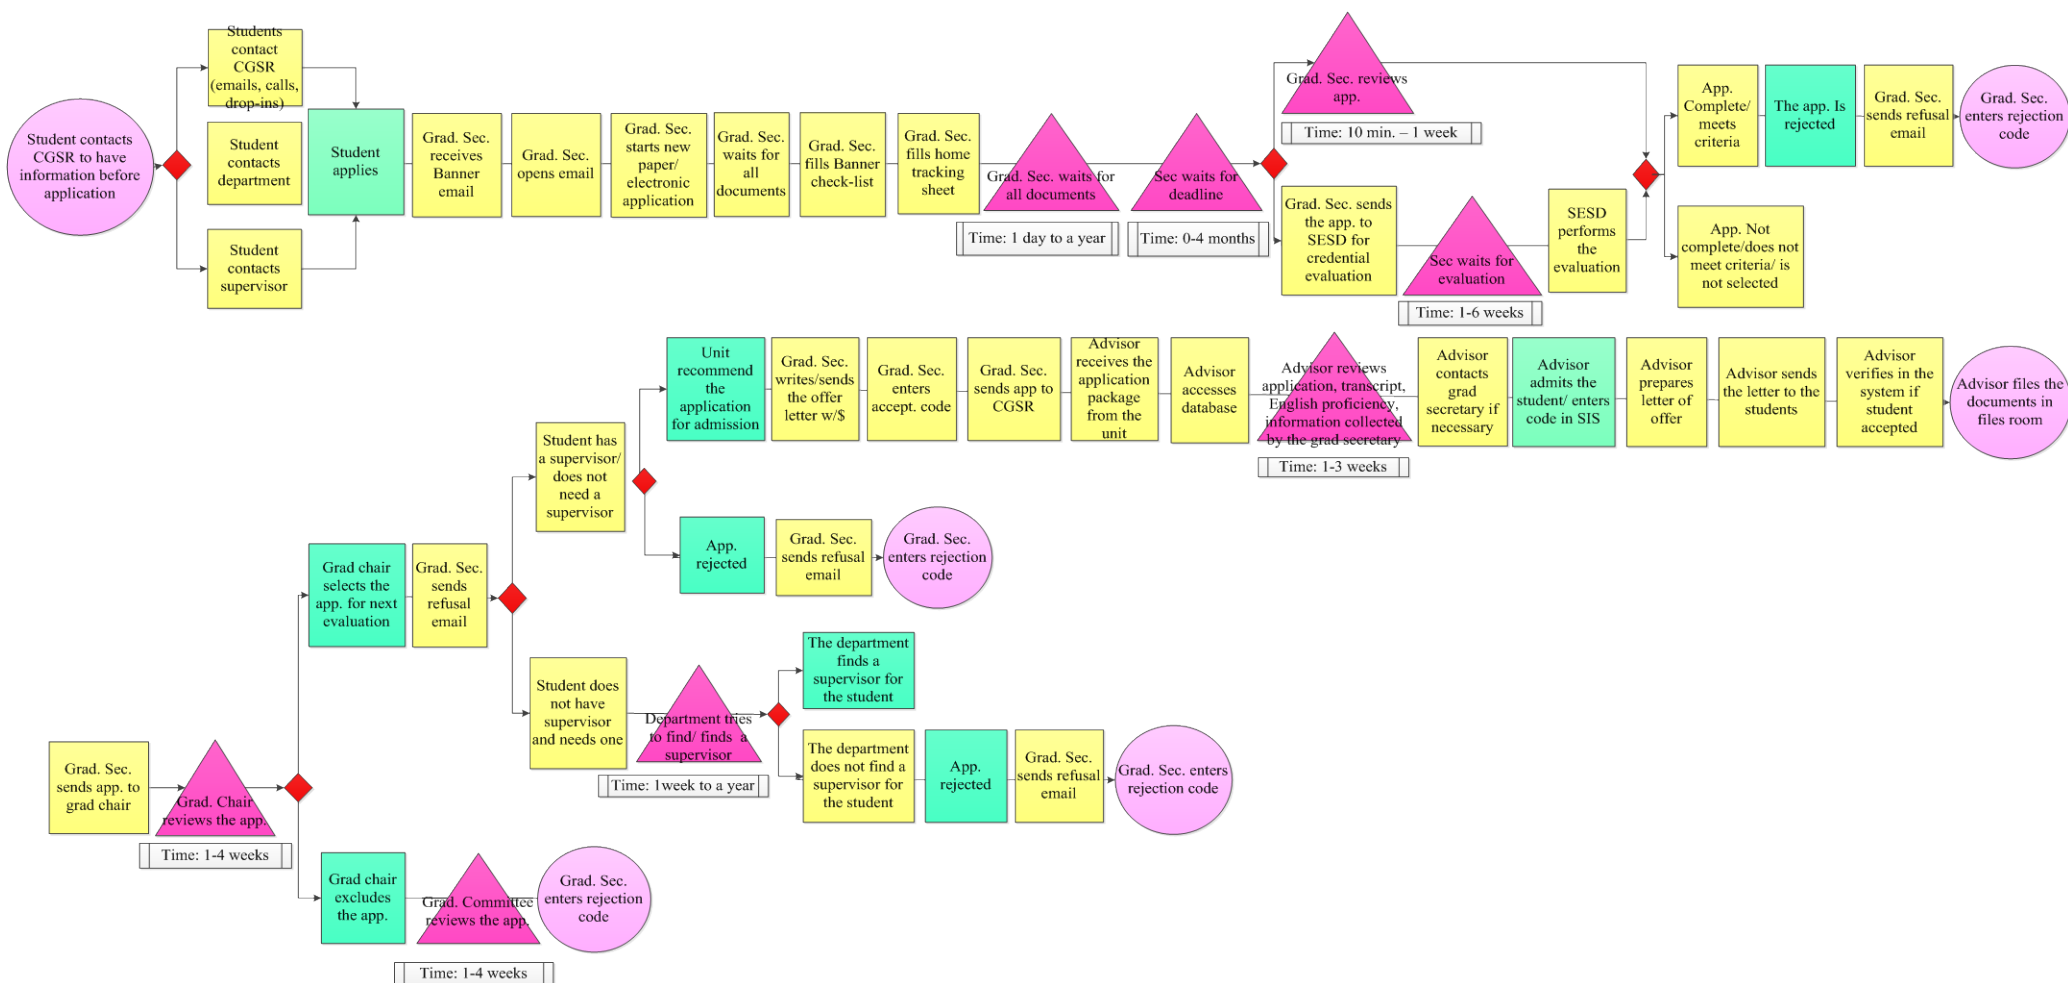 Student contacts
CGSR to have
information before
application
Students
contact
CGSR
(emails, calls,
drop-ins)
Student
contacts
department
Student
contacts
supervisor
Student
applies
Grad. Sec.
receives
Banner
email
Grad. Sec.
opens email
Grad. Sec.
starts new
paper/
electronic
application
Grad. Sec.
waits for
all
documents
Grad. Sec.
fills Banner
check-list
Grad. Sec.
fills home
tracking
sheet
Grad. Sec. waits for
all documents
Time: 1 day to a year
Sec waits for
deadline
Time: 0-4 months
Grad. Sec. reviews
app.
Time: 10 min. – 1 week
Grad. Sec. sends
the app. to
SESD for
credential
evaluation
Sec waits for
evaluation
Time: 1-6 weeks
SESD
performs
the
evaluation
App.
Complete/
meets
criteria
The app. Is
rejected
Grad. Sec.
sends refusal
email
Grad. Sec.
enters rejection
code
App. Not
complete/does not
meet criteria/ is
not selected
Unit
recommend
the
application
for admission
Grad. Sec.
writes/sends
the offer
letter w/$
Grad. Sec.
enters
accept. code
Grad. Sec.
sends app to
CGSR
Advisor
receives the
application
package
from the
unit
Advisor
accesses
database
Advisor reviews
application, transcript,
English proficiency,
information collected
by the grad secretary
Time: 1-3 weeks
Advisor
contacts
grad
secretary if
necessary
Advisor
admits the
student/ enters
code in SIS
Advisor
prepares
letter of
offer
Advisor sends
the letter to the
students
Advisor
verifies in the
system if
student
accepted
Advisor files the
documents in
files room
Student has
a supervisor/
does not
need a
supervisor
App.
rejected
Grad. Sec.
sends refusal
email
Grad. Sec.
enters rejection
code
Grad chair
selects the
app. for next
evaluation
Grad. Sec.
sends
refusal
email
Student does
not have
supervisor
and needs one
Department tries
to find/ finds a
supervisor
Time: 1week to a year
The department
finds a
supervisor for
the student
The department
does not find a
supervisor for
the student
App.
rejected
Grad. Sec.
sends refusal
email
Grad. Sec. enters
rejection code
Grad. Sec.
sends app. to
grad chair
Grad. Chair
reviews the app.
Time: 1-4 weeks
Grad chair
excludes
the app.
Grad. Committee
reviews the app.
Time: 1-4 weeks
Grad. Sec.
enters rejection
code